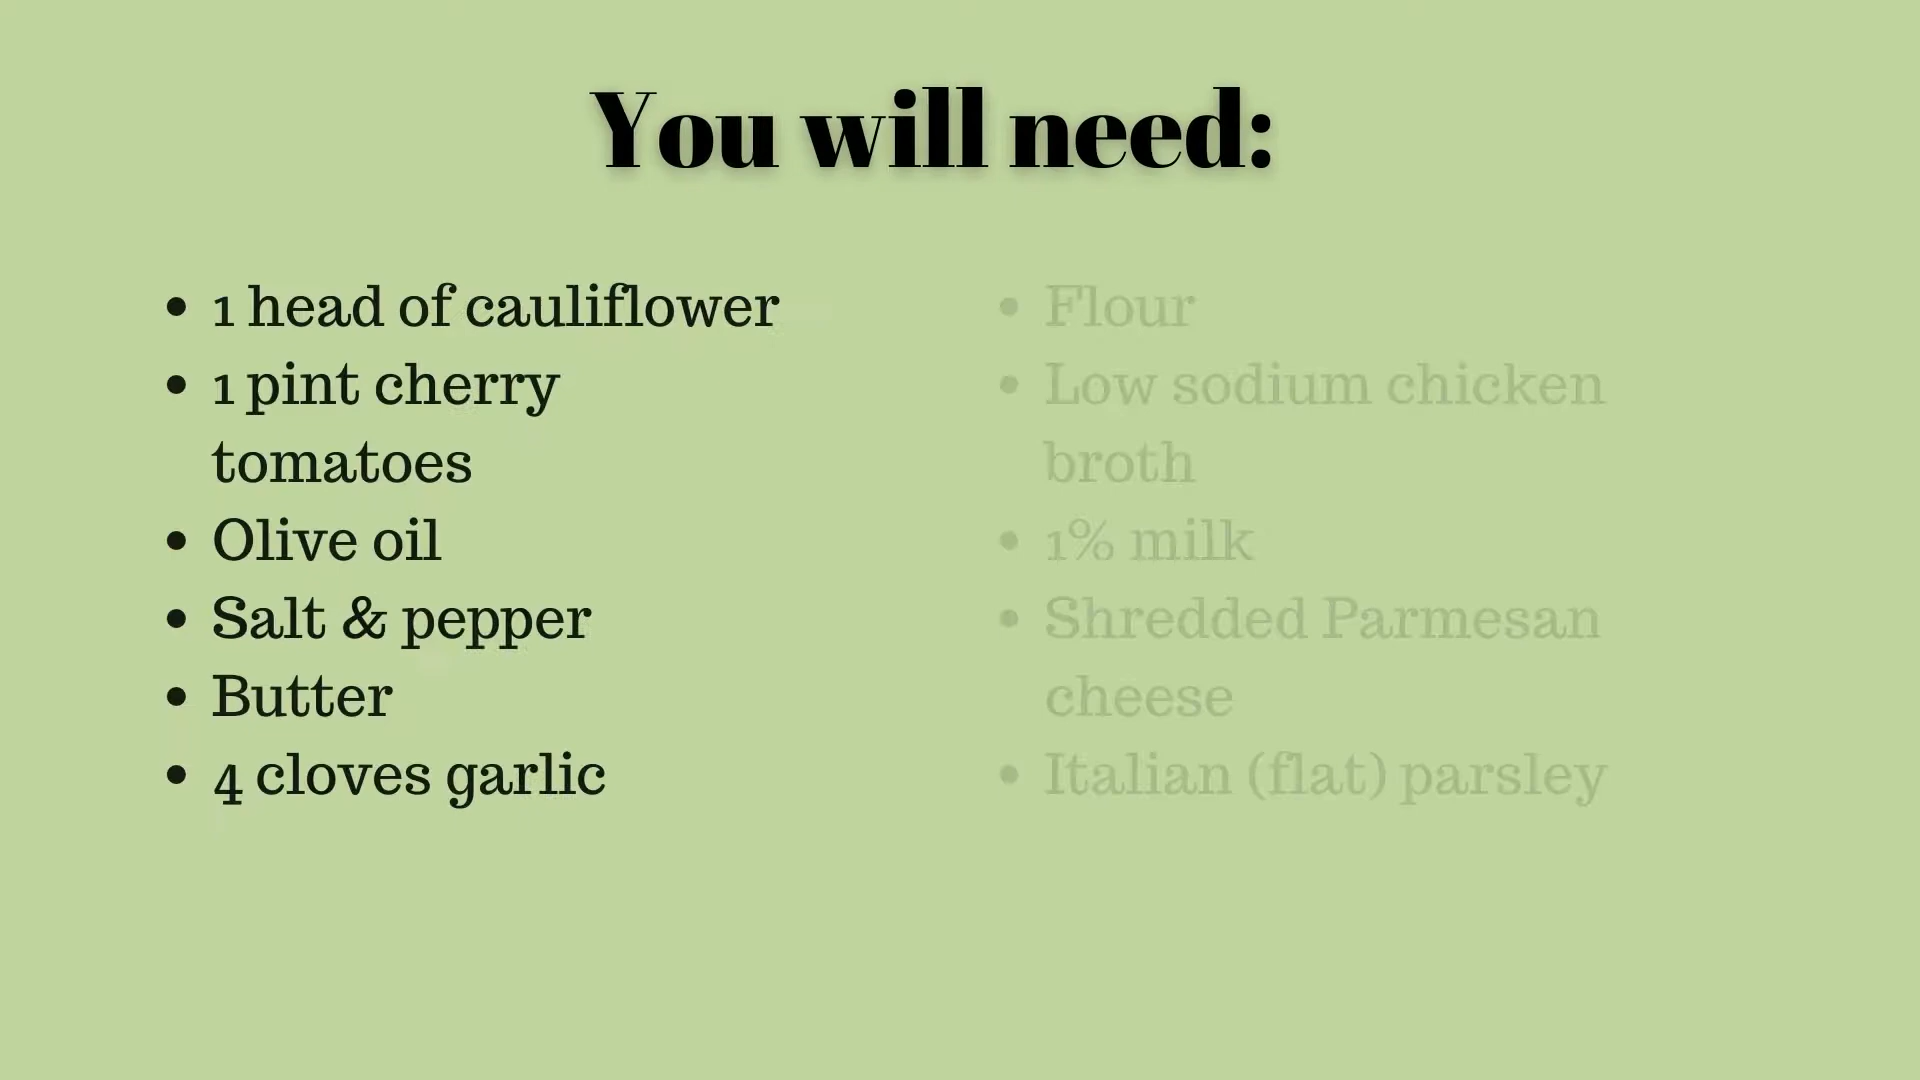 You will need:
• 1 head of cauliflower
• 1 pint cherry
tomatoes
• Olive oil
• Salt & pepper
• Butter
• 4 cloves garlic
• Flour
• Low sodium chicken
broth
• 1% milk
• Shredded Parmesan
cheese
• Italian (flat) parsley